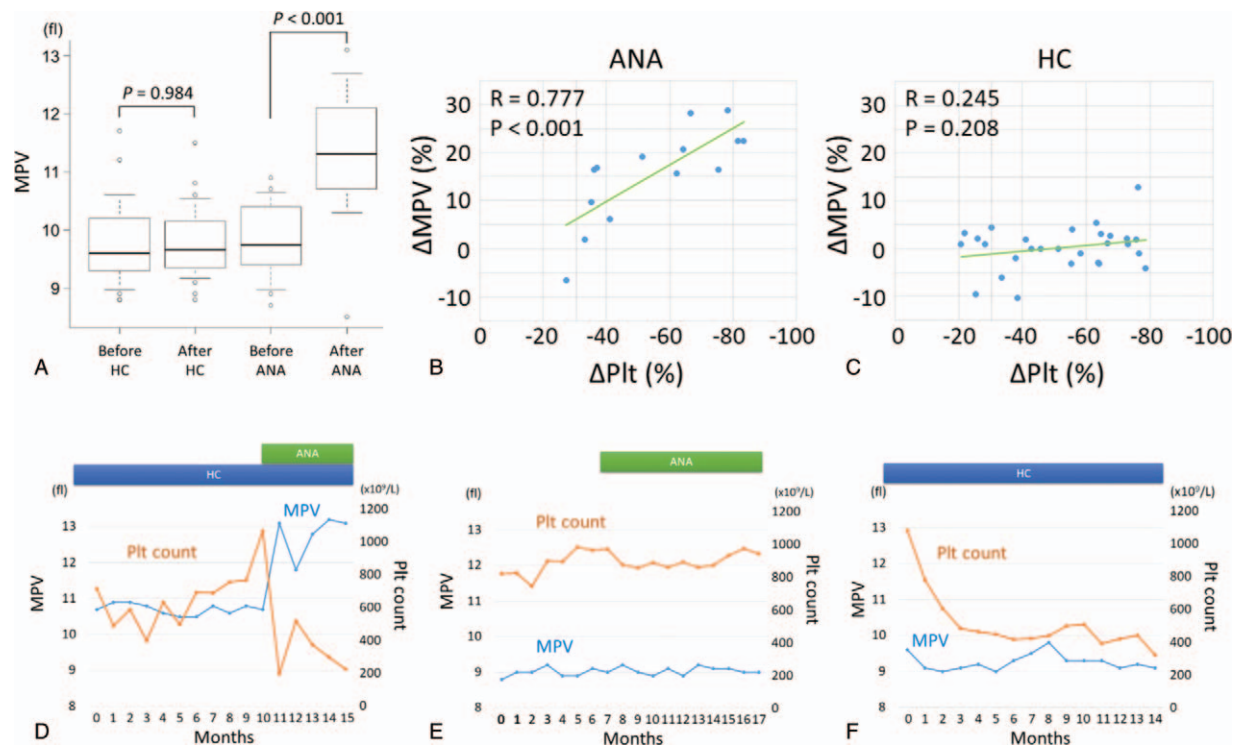 (fl)
P < 0.001
P = 0.984
MPV
13
12
11
10
9
Before HC
After HC
Before ANA
After ANA
A
ANA
R = 0.777
P < 0.001
ΔMPV (%)
30
20
10
0
-10
0 -20 -40 -60 -80 -100
ΔPlt (%)
B
HC
R = 0.245
P = 0.208
ΔMPV (%)
30
20
10
0
-10
0 -20 -40 -60 -80 -100
ΔPlt (%)
C
ANA
HC
(fl)
(x10⁹/L)
MPV
Plt count
MPV
13
12
11
10
9
8
Plt count
1200
1000
800
600
400
200
0
0 1 2 3 4 5 6 7 8 9 10 11 12 13 14 15
Months
D
ANA
(fl)
(x10⁹/L)
Plt count
MPV
MPV
13
12
11
10
9
8
Plt count
1200
1000
800
600
400
200
0
0 1 2 3 4 5 6 7 8 9 10 11 12 13 14 15 16 17
Months
E
HC
(fl)
(x10⁹/L)
Plt count
MPV
MPV
13
12
11
10
9
8
Plt count
1200
1000
800
600
400
200
0
0 1 2 3 4 5 6 7 8 9 10 11 12 13 14
Months
F